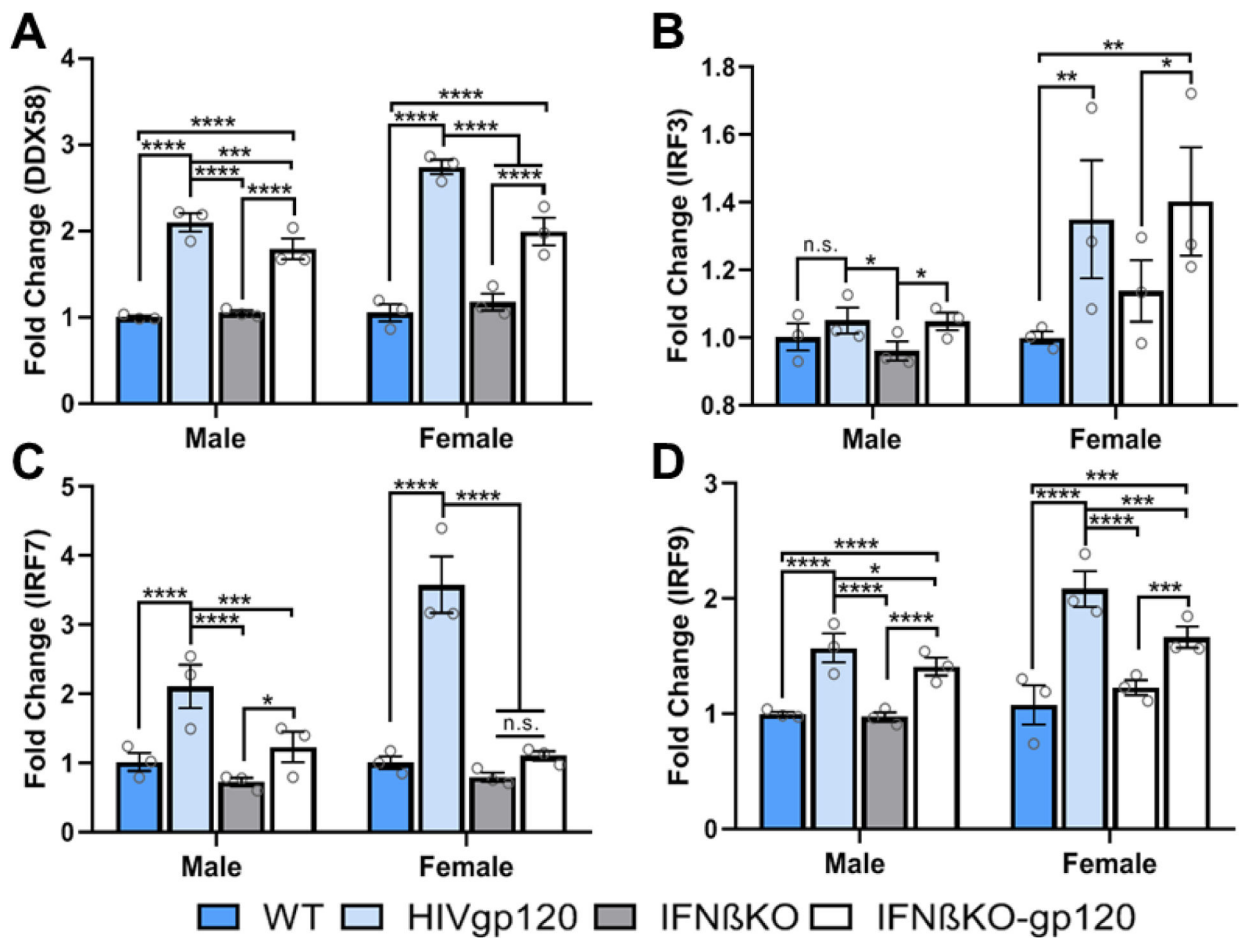 A
Fold Change (DDX58)
4
3
2
1
0
****
****
***
****
****
****
****
****
****
Male
Female
B
Fold Change (IRF3)
1.8
1.6
1.4
1.2
1.0
0.8
n.s.
*
*
**
**
*
Male
Female
C
Fold Change (IRF7)
5
4
3
2
1
0
****
***
****
*
****
****
n.s.
Male
Female
D
Fold Change (IRF9)
3
2
1
0
****
****
*
****
****
***
****
***
****
***
Male
Female
WT HIVgp120 IFNßKO IFNßKO-gp120